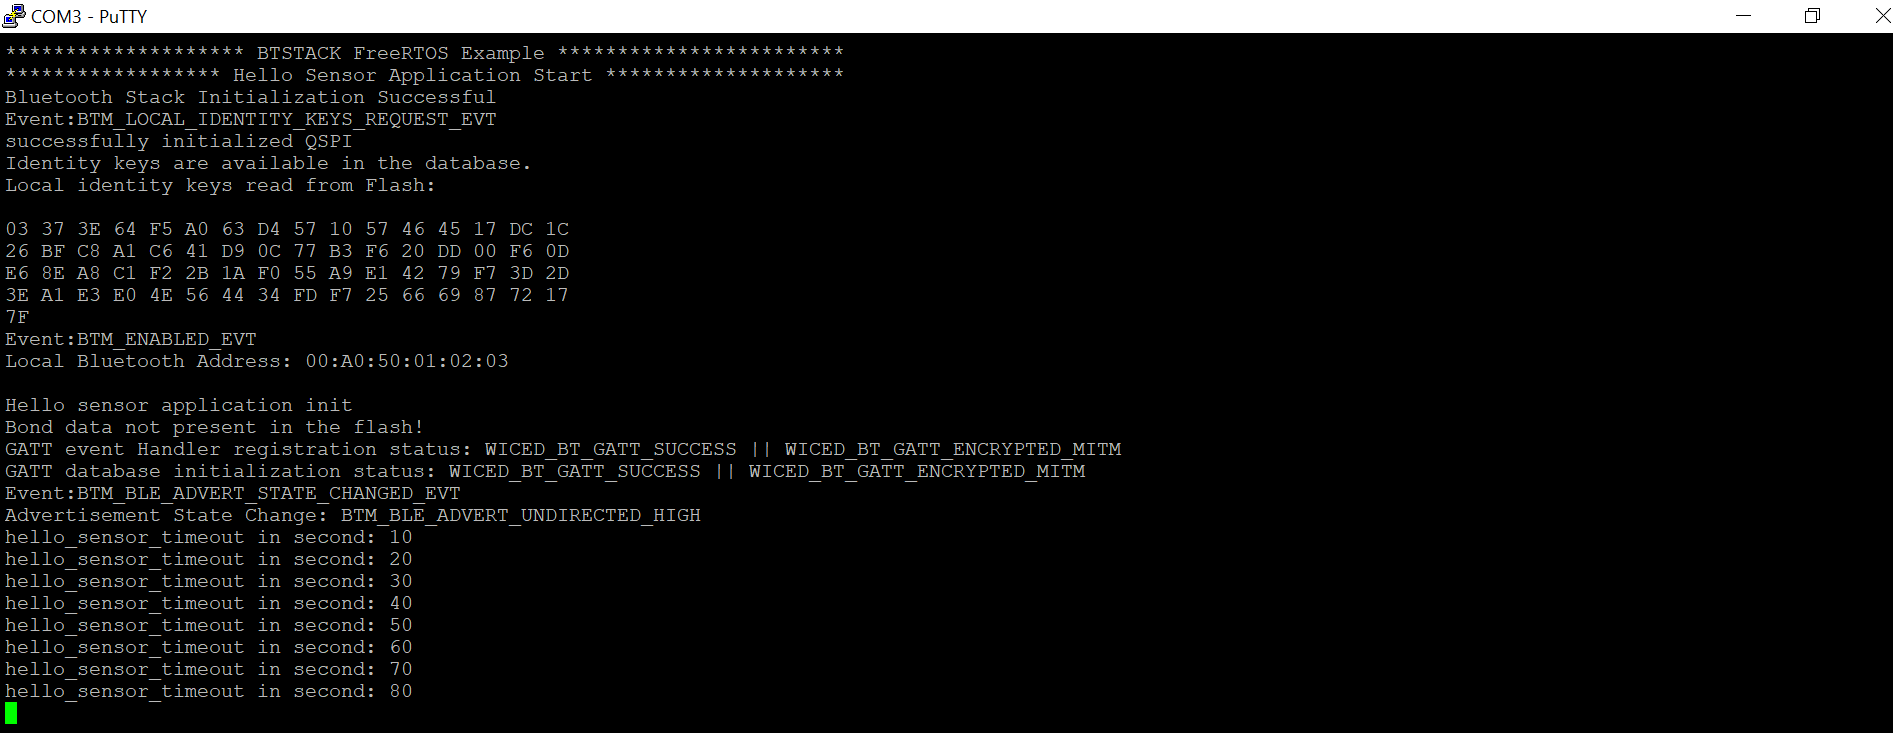 COM3 - PuTTY
******************** BTSTACK FreeRTOS Example ************************
****************** Hello Sensor Application Start ********************
Bluetooth Stack Initialization Successful
Event:BTM_LOCAL_IDENTITY_KEYS_REQUEST_EVT
successfully initialized QSPI
Identity keys are available in the database.
Local identity keys read from Flash:
03 37 3E 64 F5 A0 63 D4 57 10 57 46 45 17 DC 1C
26 BF C8 A1 C6 41 D9 0C 77 B3 F6 20 DD 00 F6 0D
E6 8E A8 C1 F2 2B 1A F0 55 A9 E1 42 79 F7 3D 2D
3E A1 E3 E0 4E 56 44 34 FD F7 25 66 69 87 72 17
7F
Event:BTM_ENABLED_EVT
Local Bluetooth Address: 00:A0:50:01:02:03
Hello sensor application init
Bond data not present in the flash!
GATT event Handler registration status: WICED_BT_GATT_SUCCESS || WICED_BT_GATT_ENCRYPTED_MITM
GATT database initialization status: WICED_BT_GATT_SUCCESS || WICED_BT_GATT_ENCRYPTED_MITM
Event:BTM_BLE_ADVERT_STATE_CHANGED_EVT
Advertisement State Change: BTM_BLE_ADVERT_UNDIRECTED_HIGH
hello_sensor_timeout in second: 10
hello_sensor_timeout in second: 20
hello_sensor_timeout in second: 30
hello_sensor_timeout in second: 40
hello_sensor_timeout in second: 50
hello_sensor_timeout in second: 60
hello_sensor_timeout in second: 70
hello_sensor_timeout in second: 80